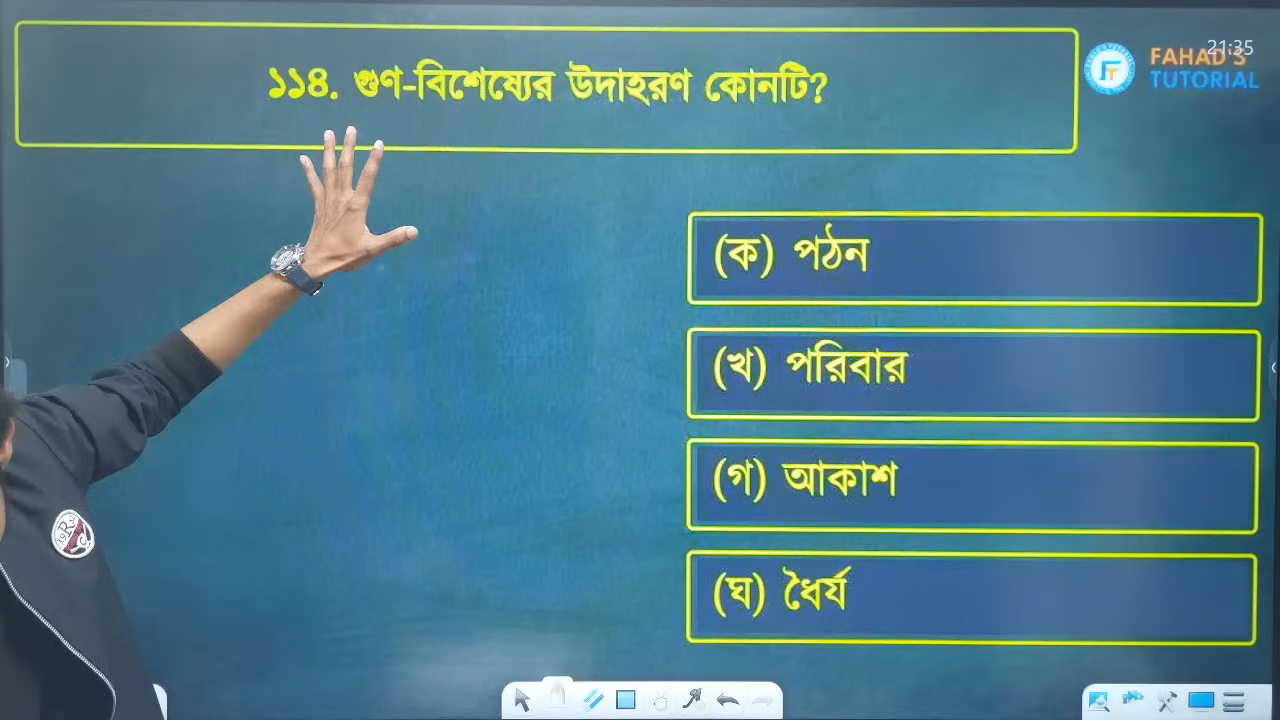 ১১৪. গুণ-বিশেষ্যের উদাহরণ কোনটি?
21:35
FAHAD'S
TUTORIAL
(ক) পঠন
(খ) পরিবার
(গ) আকাশ
(ঘ) ধৈর্য